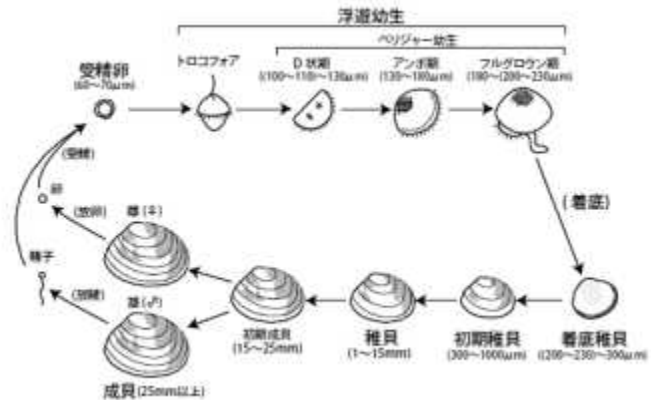 浮遊幼生
ベリジャー幼生
受精卵
(60～70μm)
トロコフォア
D状期
((100～110)～130μm)
アンボ期
(130～180μm)
フルグロウン期
(180～(200～230μm)
(受精)
卵
(放卵)
雌(♀)
(着底)
精子
(放精)
雄(♂)
初期成貝
(15～25mm)
稚貝
(1～15mm)
初期稚貝
(300～1000μm)
着底稚貝
((200～230)～300μm)
成貝(25mm以上)